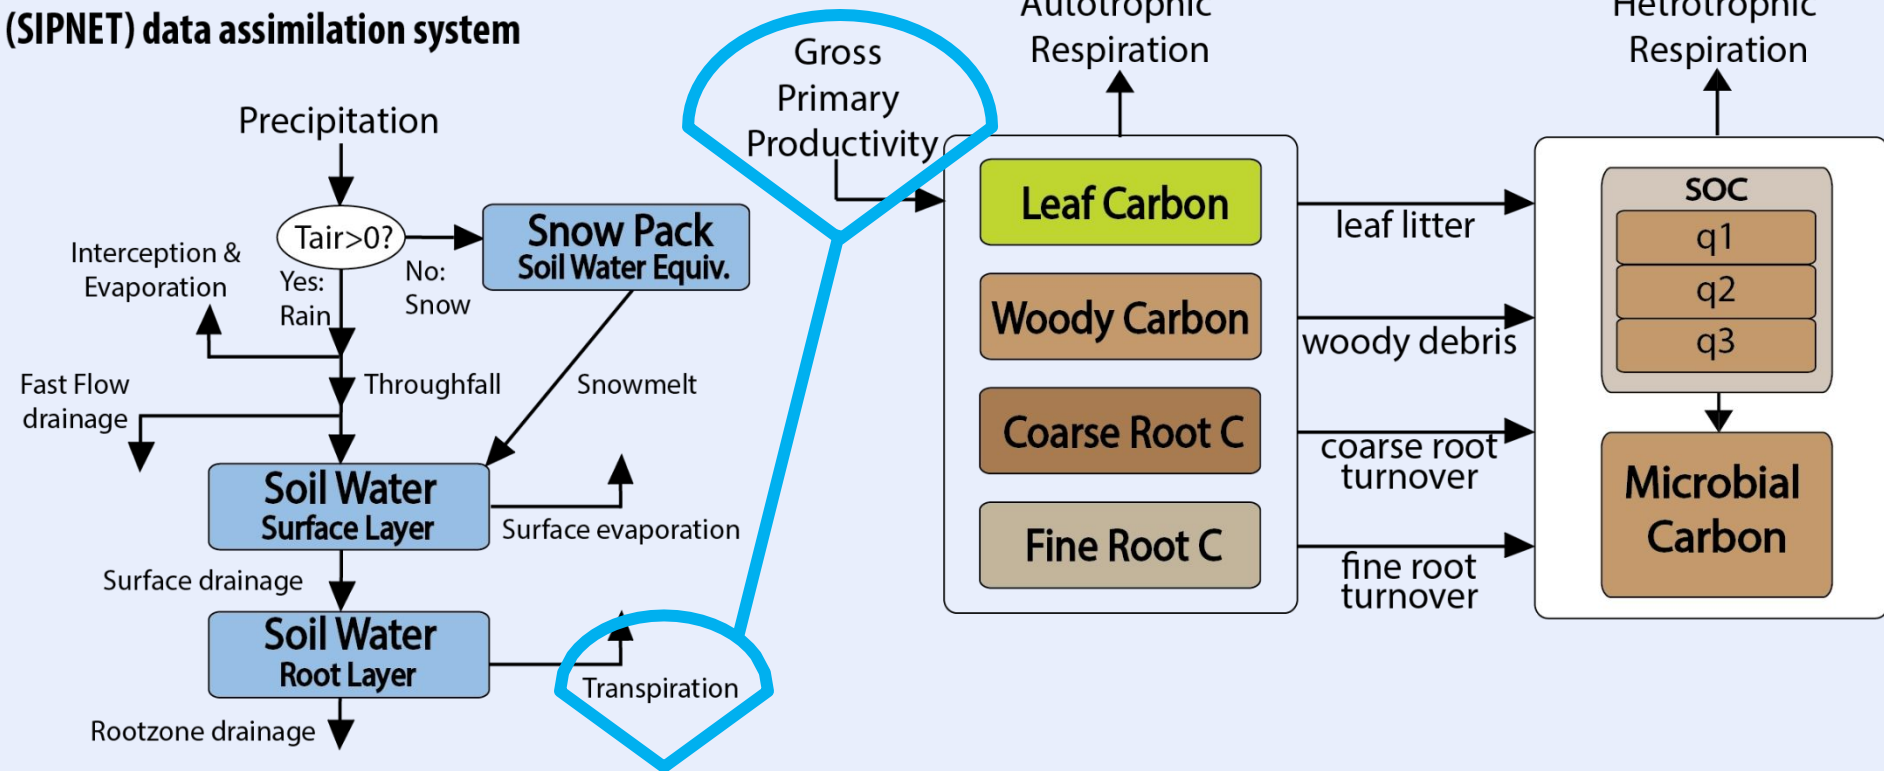 (SIPNET) data assimilation system
Precipitation
Tair>0?
Snow Pack
Soil Water Equiv.
Interception &
Evaporation
Yes:
Rain
No:
Snow
Fast Flow
drainage
Throughfall
Snowmelt
Soil Water
Surface Layer
Surface evaporation
Surface drainage
Soil Water
Root Layer
Transpiration
Rootzone drainage
Gross
Primary
Productivity
Autotrophic
Respiration
Leaf Carbon
Woody Carbon
Coarse Root C
Fine Root C
leaf litter
woody debris
coarse root
turnover
fine root
turnover
Hetrotrophic
Respiration
SOC
q1
q2
q3
Microbial
Carbon